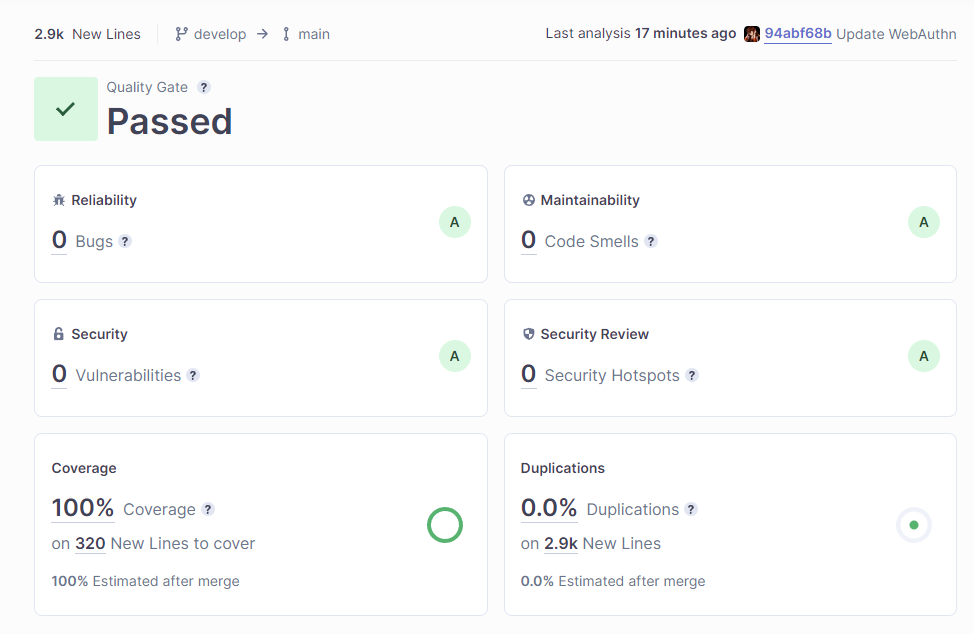 2.9k New Lines develop → main Last analysis 17 minutes ago 94abf68b Update WebAuthn
Quality Gate ?
Passed
Reliability
0 Bugs ?
A
Maintainability
0 Code Smells ?
A
Security
0 Vulnerabilities ?
A
Security Review
0 Security Hotspots ?
A
Coverage
100% Coverage ?
on 320 New Lines to cover
100% Estimated after merge
Duplications
0.0% Duplications ?
on 2.9k New Lines
0.0% Estimated after merge